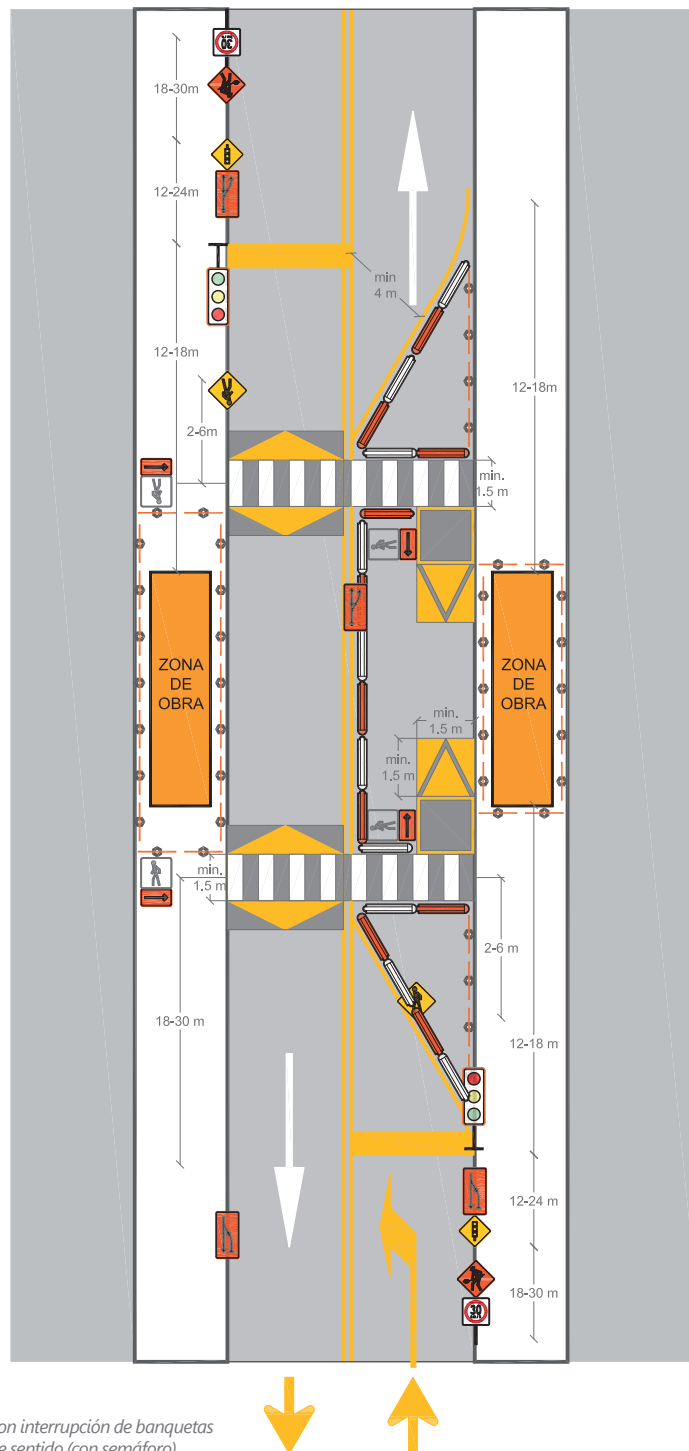 30
18-30 m
12-24m
min
4 m
12-18m
12-18m
2-6m
min.
1.5 m
ZONA
DE
OBRA
ZONA
DE
OBRA
min.
1.5 m
min.
1.5 m
min.
1.5 m
2-6 m
18-30 m
12-18 m
12-24 m
18-30 m
30
on interrupción de banquetas
e sentido (con semáforo)